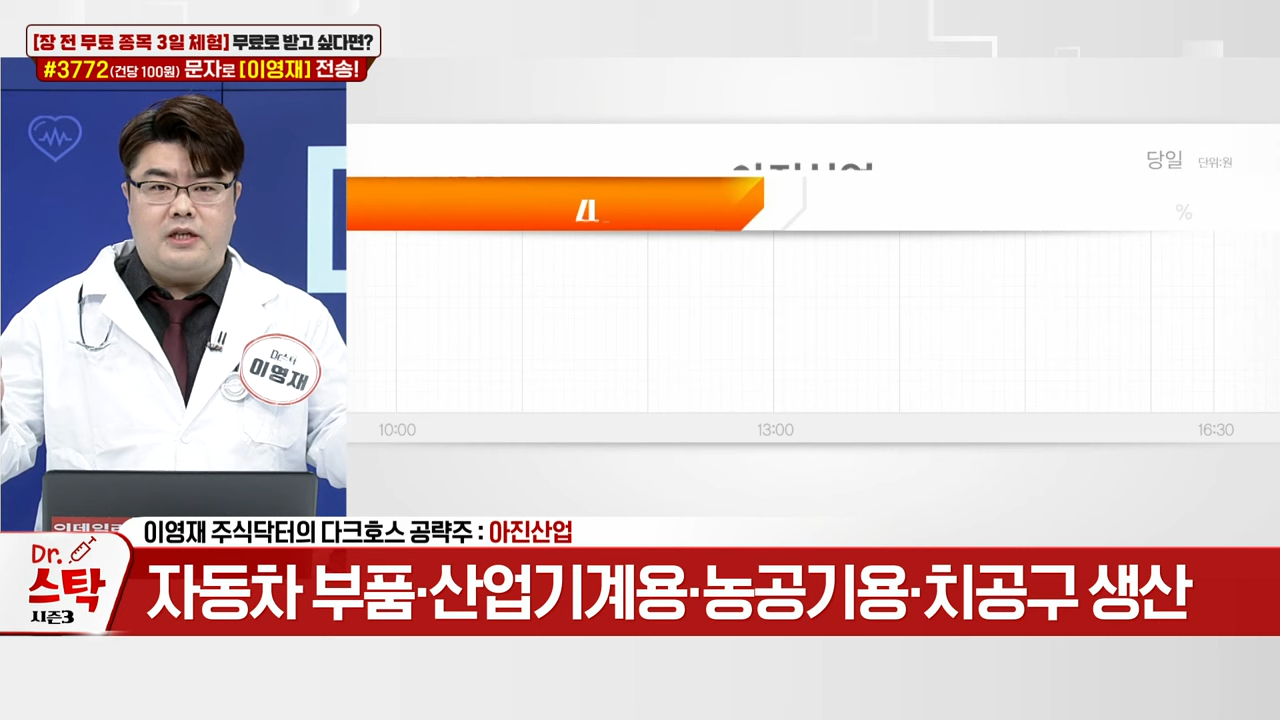 [장 전 무료 종목 3일 체험] 무료로 받고 싶다면?
#3772(건당 100원) 문자로 [이영재] 전송!
당일 단위:원
%
Dr.스탁
이영재
10:00 13:00 16:30
이영재 주식닥터의 다크호스 공략주 : 아진산업
Dr.
스탁
시즌3
자동차 부품·산업기계용·농공기용·치공구 생산